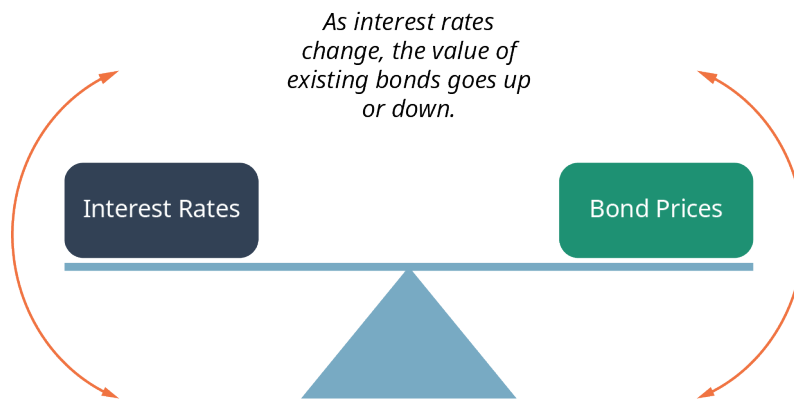 As interest rates
change, the value of
existing bonds goes up
or down.
Interest Rates
Bond Prices